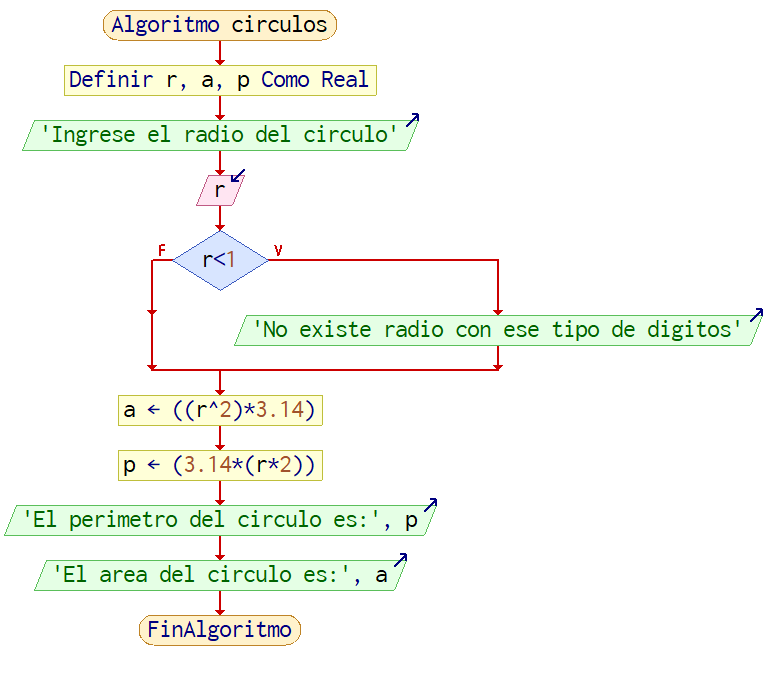 Algoritmo circulos
Definir r, a, p Como Real
'Ingrese el radio del circulo'
r
F
V
r<1
'No existe radio con ese tipo de digitos'
a ← ((r^2)*3.14)
p ← (3.14*(r*2))
'El perimetro del circulo es:', p
'El area del circulo es:', a
FinAlgoritmo